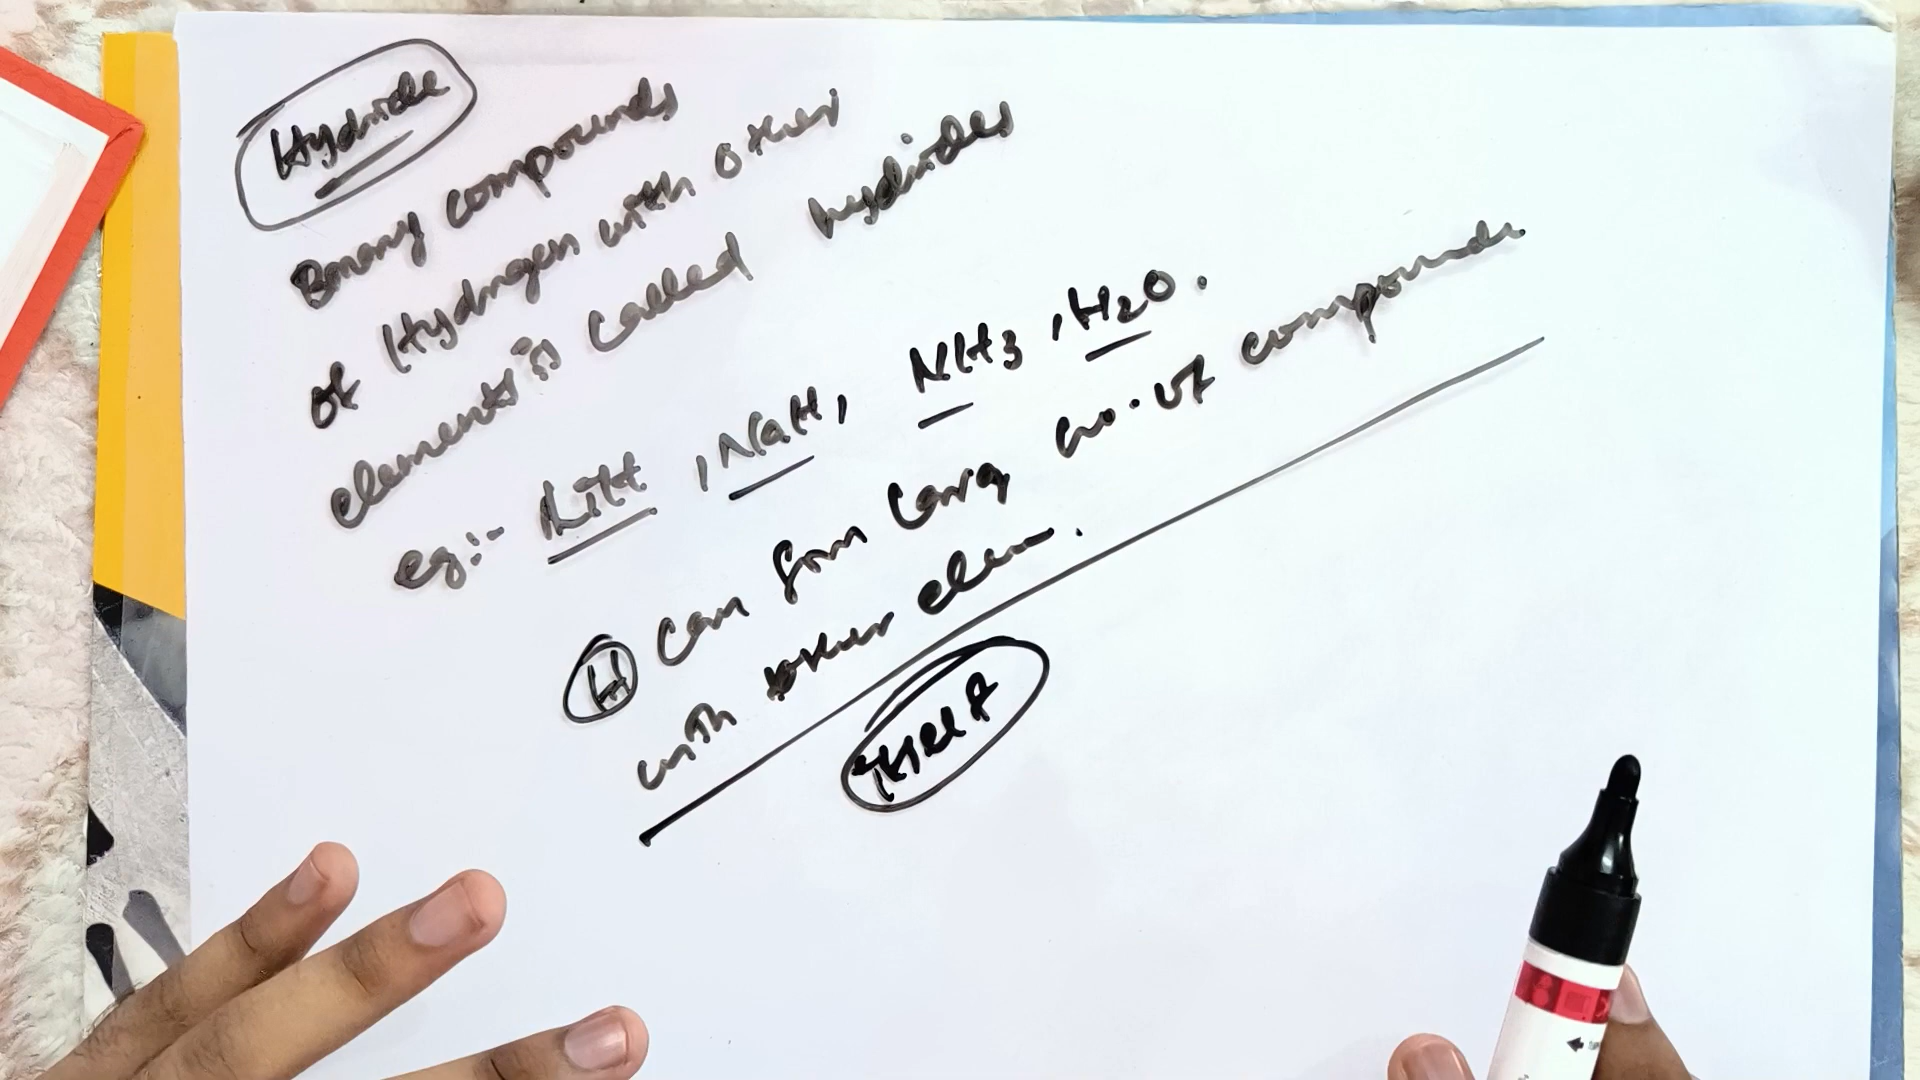 Hydride
Binary compounds
of Hydrogen with other
elements is called hydrides
eg:- LiH, NaH, NH3, H2O.
H can form large no. of compounds
with other elem.